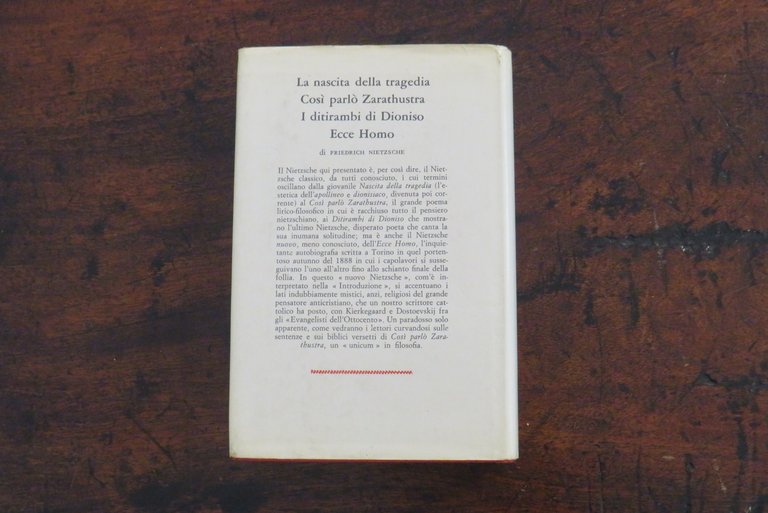 La nascita della tragedia
Così parlò Zarathustra
I ditirambi di Dioniso
Ecce Homo
di FRIEDRICH NIETZSCHE
Il Nietzsche qui presentato è, per così dire, il Niet-
zsche classico, da tutti conosciuto, i cui termini
oscillano dalla giovanile Nascita della tragedia (l'e-
stetica dell'apollineo e dionisiaco, divenuta poi cor-
rente) al Così parlò Zarathustra, il grande poema
lirico-filosofico in cui è racchiuso tutto il pensiero
nietzschiano, ai Ditirambi di Dioniso che mostra-
no l'ultimo Nietzsche, disperato poeta che canta la
sua inumana solitudine; ma è anche il Nietzsche
nuovo, meno conosciuto, dell'Ecce Homo, l'inquie-
tante autobiografia scritta a Torino in quel porten-
toso autunno del 1888 in cui i capolavori si susse-
guivano l'uno all'altro fino allo schianto finale della
follia. In questo « nuovo Nietzsche », com'è in-
terpretato nella « Introduzione », si accentuano i
lati indubbiamente mistici, anzi, religiosi del grande
pensatore anticristiano, che un nostro scrittore cat-
tolico ha posto, con Kierkegaard e Dostoevskij fra
gli «Evangelisti dell'Ottocento». Un paradosso solo
apparente, come vedranno i lettori curvandosi sulle
sentenze e sui biblici versetti di Così parlò Zara-
thustra, un « unicum » in filosofia.